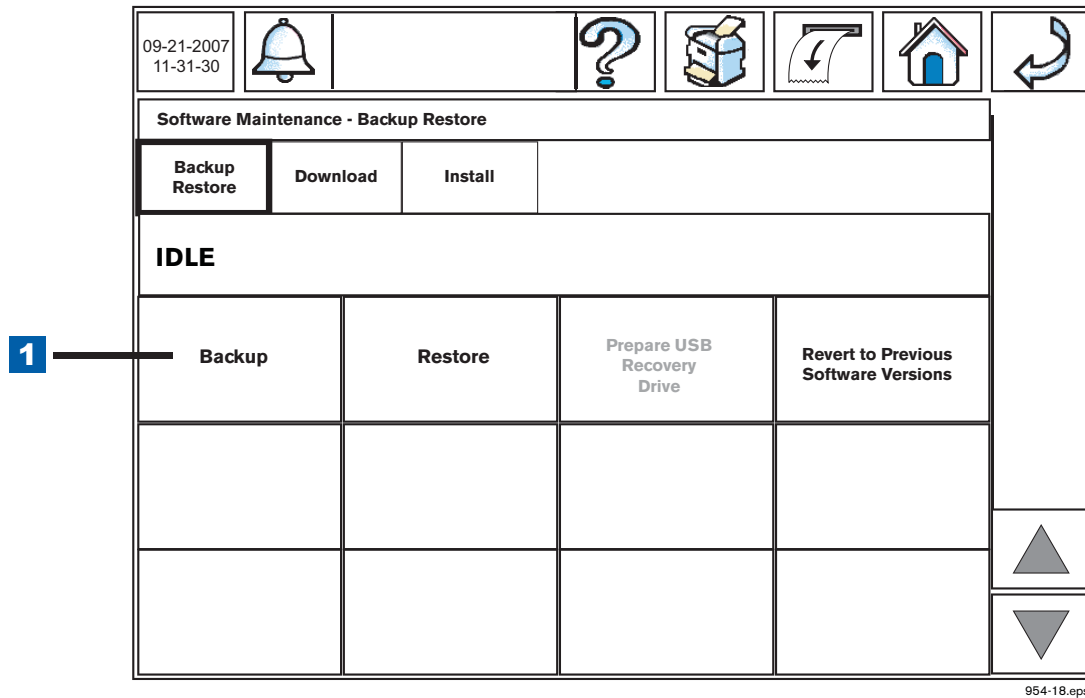 09-21-2007
11-31-30
Software Maintenance - Backup Restore
Backup
Restore
Download
Install
IDLE
1
Backup
Restore
Prepare USB
Recovery
Drive
Revert to Previous
Software Versions
954-18.eps